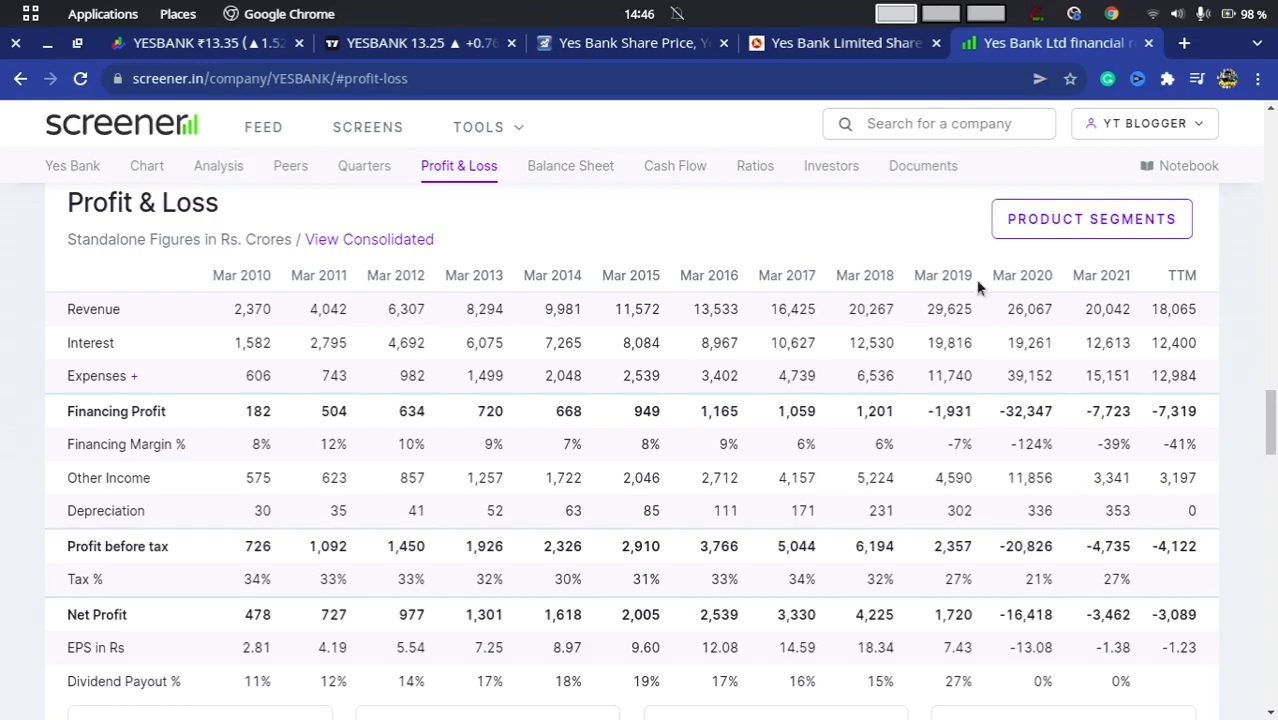 Applications Places Google Chrome 14:46 98 %
YESBANK ₹13.35 (▲1.52 YESBANK 13.25 ▲ +0.76 Yes Bank Share Price, Y Yes Bank Limited Share Yes Bank Ltd financial r
screener.in/company/YESBANK/#profit-loss
screener FEED SCREENS TOOLS Search for a company YT BLOGGER
Yes Bank Chart Analysis Peers Quarters Profit & Loss Balance Sheet Cash Flow Ratios Investors Documents Notebook
Profit & Loss
PRODUCT SEGMENTS
Standalone Figures in Rs. Crores / View Consolidated
Mar 2010 Mar 2011 Mar 2012 Mar 2013 Mar 2014 Mar 2015 Mar 2016 Mar 2017 Mar 2018 Mar 2019 Mar 2020 Mar 2021 TTM
Revenue 2,370 4,042 6,307 8,294 9,981 11,572 13,533 16,425 20,267 29,625 26,067 20,042 18,065
Interest 1,582 2,795 4,692 6,075 7,265 8,084 8,967 10,627 12,530 19,816 19,261 12,613 12,400
Expenses + 606 743 982 1,499 2,048 2,539 3,402 4,739 6,536 11,740 39,152 15,151 12,984
Financing Profit 182 504 634 720 668 949 1,165 1,059 1,201 -1,931 -32,347 -7,723 -7,319
Financing Margin % 8% 12% 10% 9% 7% 8% 9% 6% 6% -7% -124% -39% -41%
Other Income 575 623 857 1,257 1,722 2,046 2,712 4,157 5,224 4,590 11,856 3,341 3,197
Depreciation 30 35 41 52 63 85 111 171 231 302 336 353 0
Profit before tax 726 1,092 1,450 1,926 2,326 2,910 3,766 5,044 6,194 2,357 -20,826 -4,735 -4,122
Tax % 34% 33% 33% 32% 30% 31% 33% 34% 32% 27% 21% 27%
Net Profit 478 727 977 1,301 1,618 2,005 2,539 3,330 4,225 1,720 -16,418 -3,462 -3,089
EPS in Rs 2.81 4.19 5.54 7.25 8.97 9.60 12.08 14.59 18.34 7.43 -13.08 -1.38 -1.23
Dividend Payout % 11% 12% 14% 17% 18% 19% 17% 16% 15% 27% 0% 0%